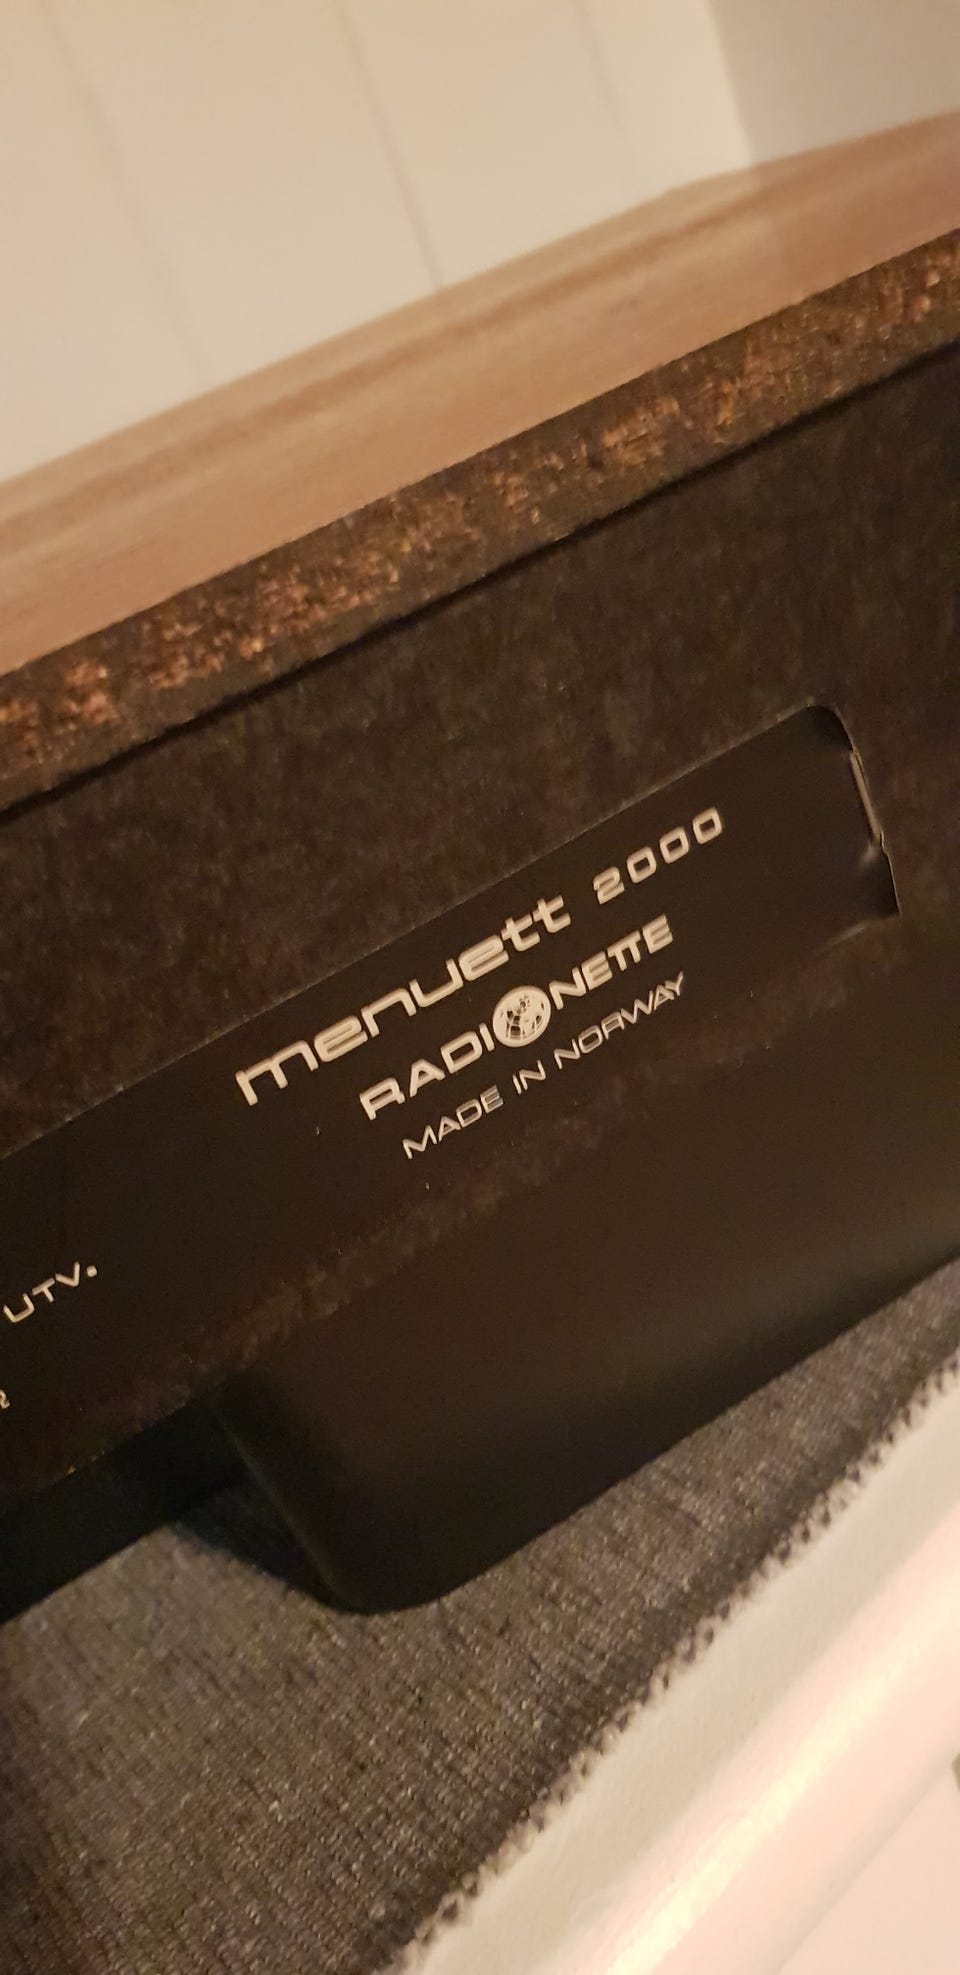 menuett 2000
RADIONETTE
MADE IN NORWAY
UTV.